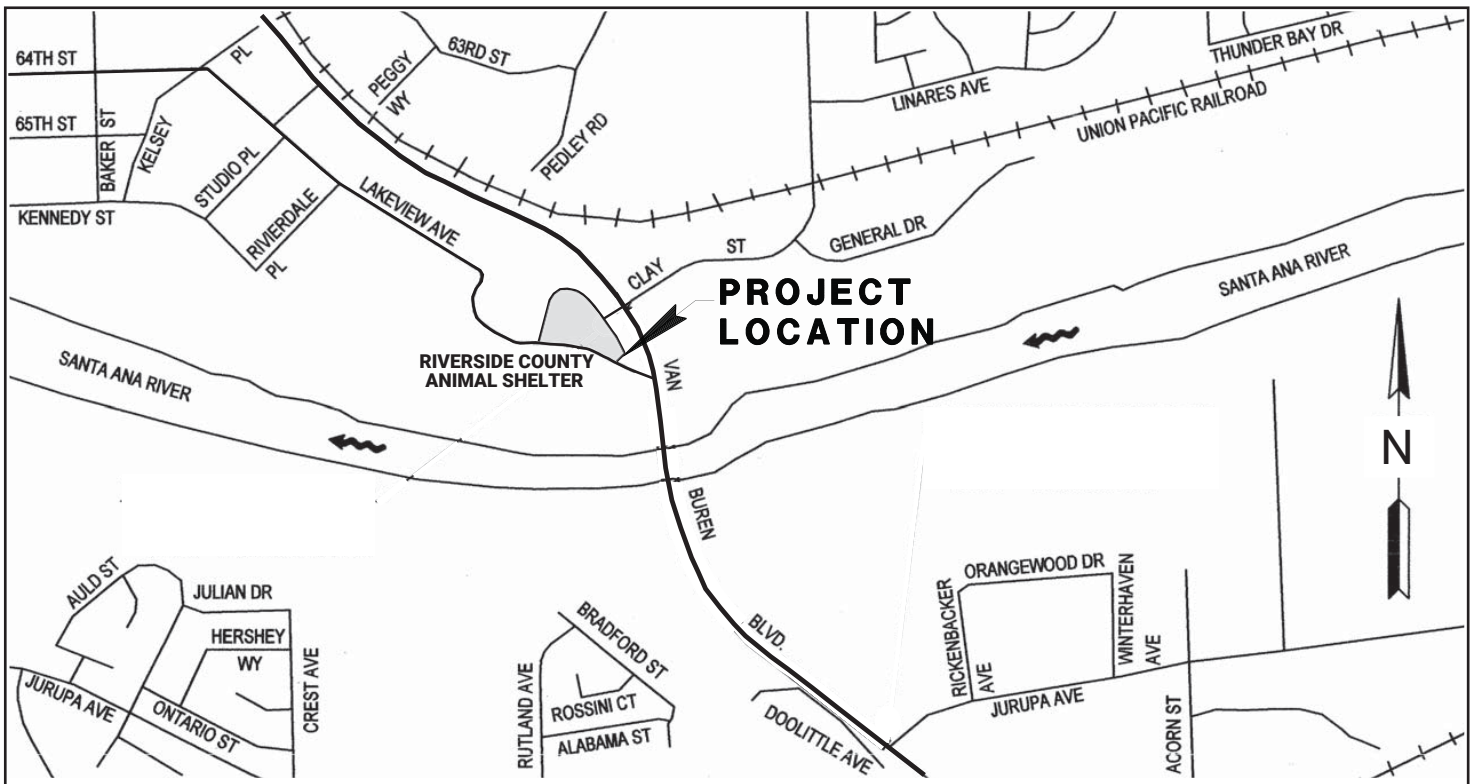 64TH ST
PL
65TH ST
BAKER ST
KELSEY
KENNEDY ST
STUDIO PL
RIVIERDALE
PL
LAKEVIEW AVE
PEGGY
WY
63RD ST
PEDLEY RD
LINARES AVE
THUNDER BAY DR
UNION PACIFIC RAILROAD
CLAY
ST
GENERAL DR
PROJECT
LOCATION
RIVERSIDE COUNTY
ANIMAL SHELTER
SANTA ANA RIVER
SANTA ANA RIVER
VAN
BUREN
BLVD.
N
AULD ST
JULIAN DR
HERSHEY
WY
CREST AVE
JURUPA AVE
ONTARIO ST
RUTLAND AVE
BRADFORD ST
ROSSINI CT
ALABAMA ST
DOOLITTLE AVE
RICKENBACKER
AVE
ORANGEWOOD DR
WINTERHAVEN
AVE
JURUPA AVE
ACORN ST